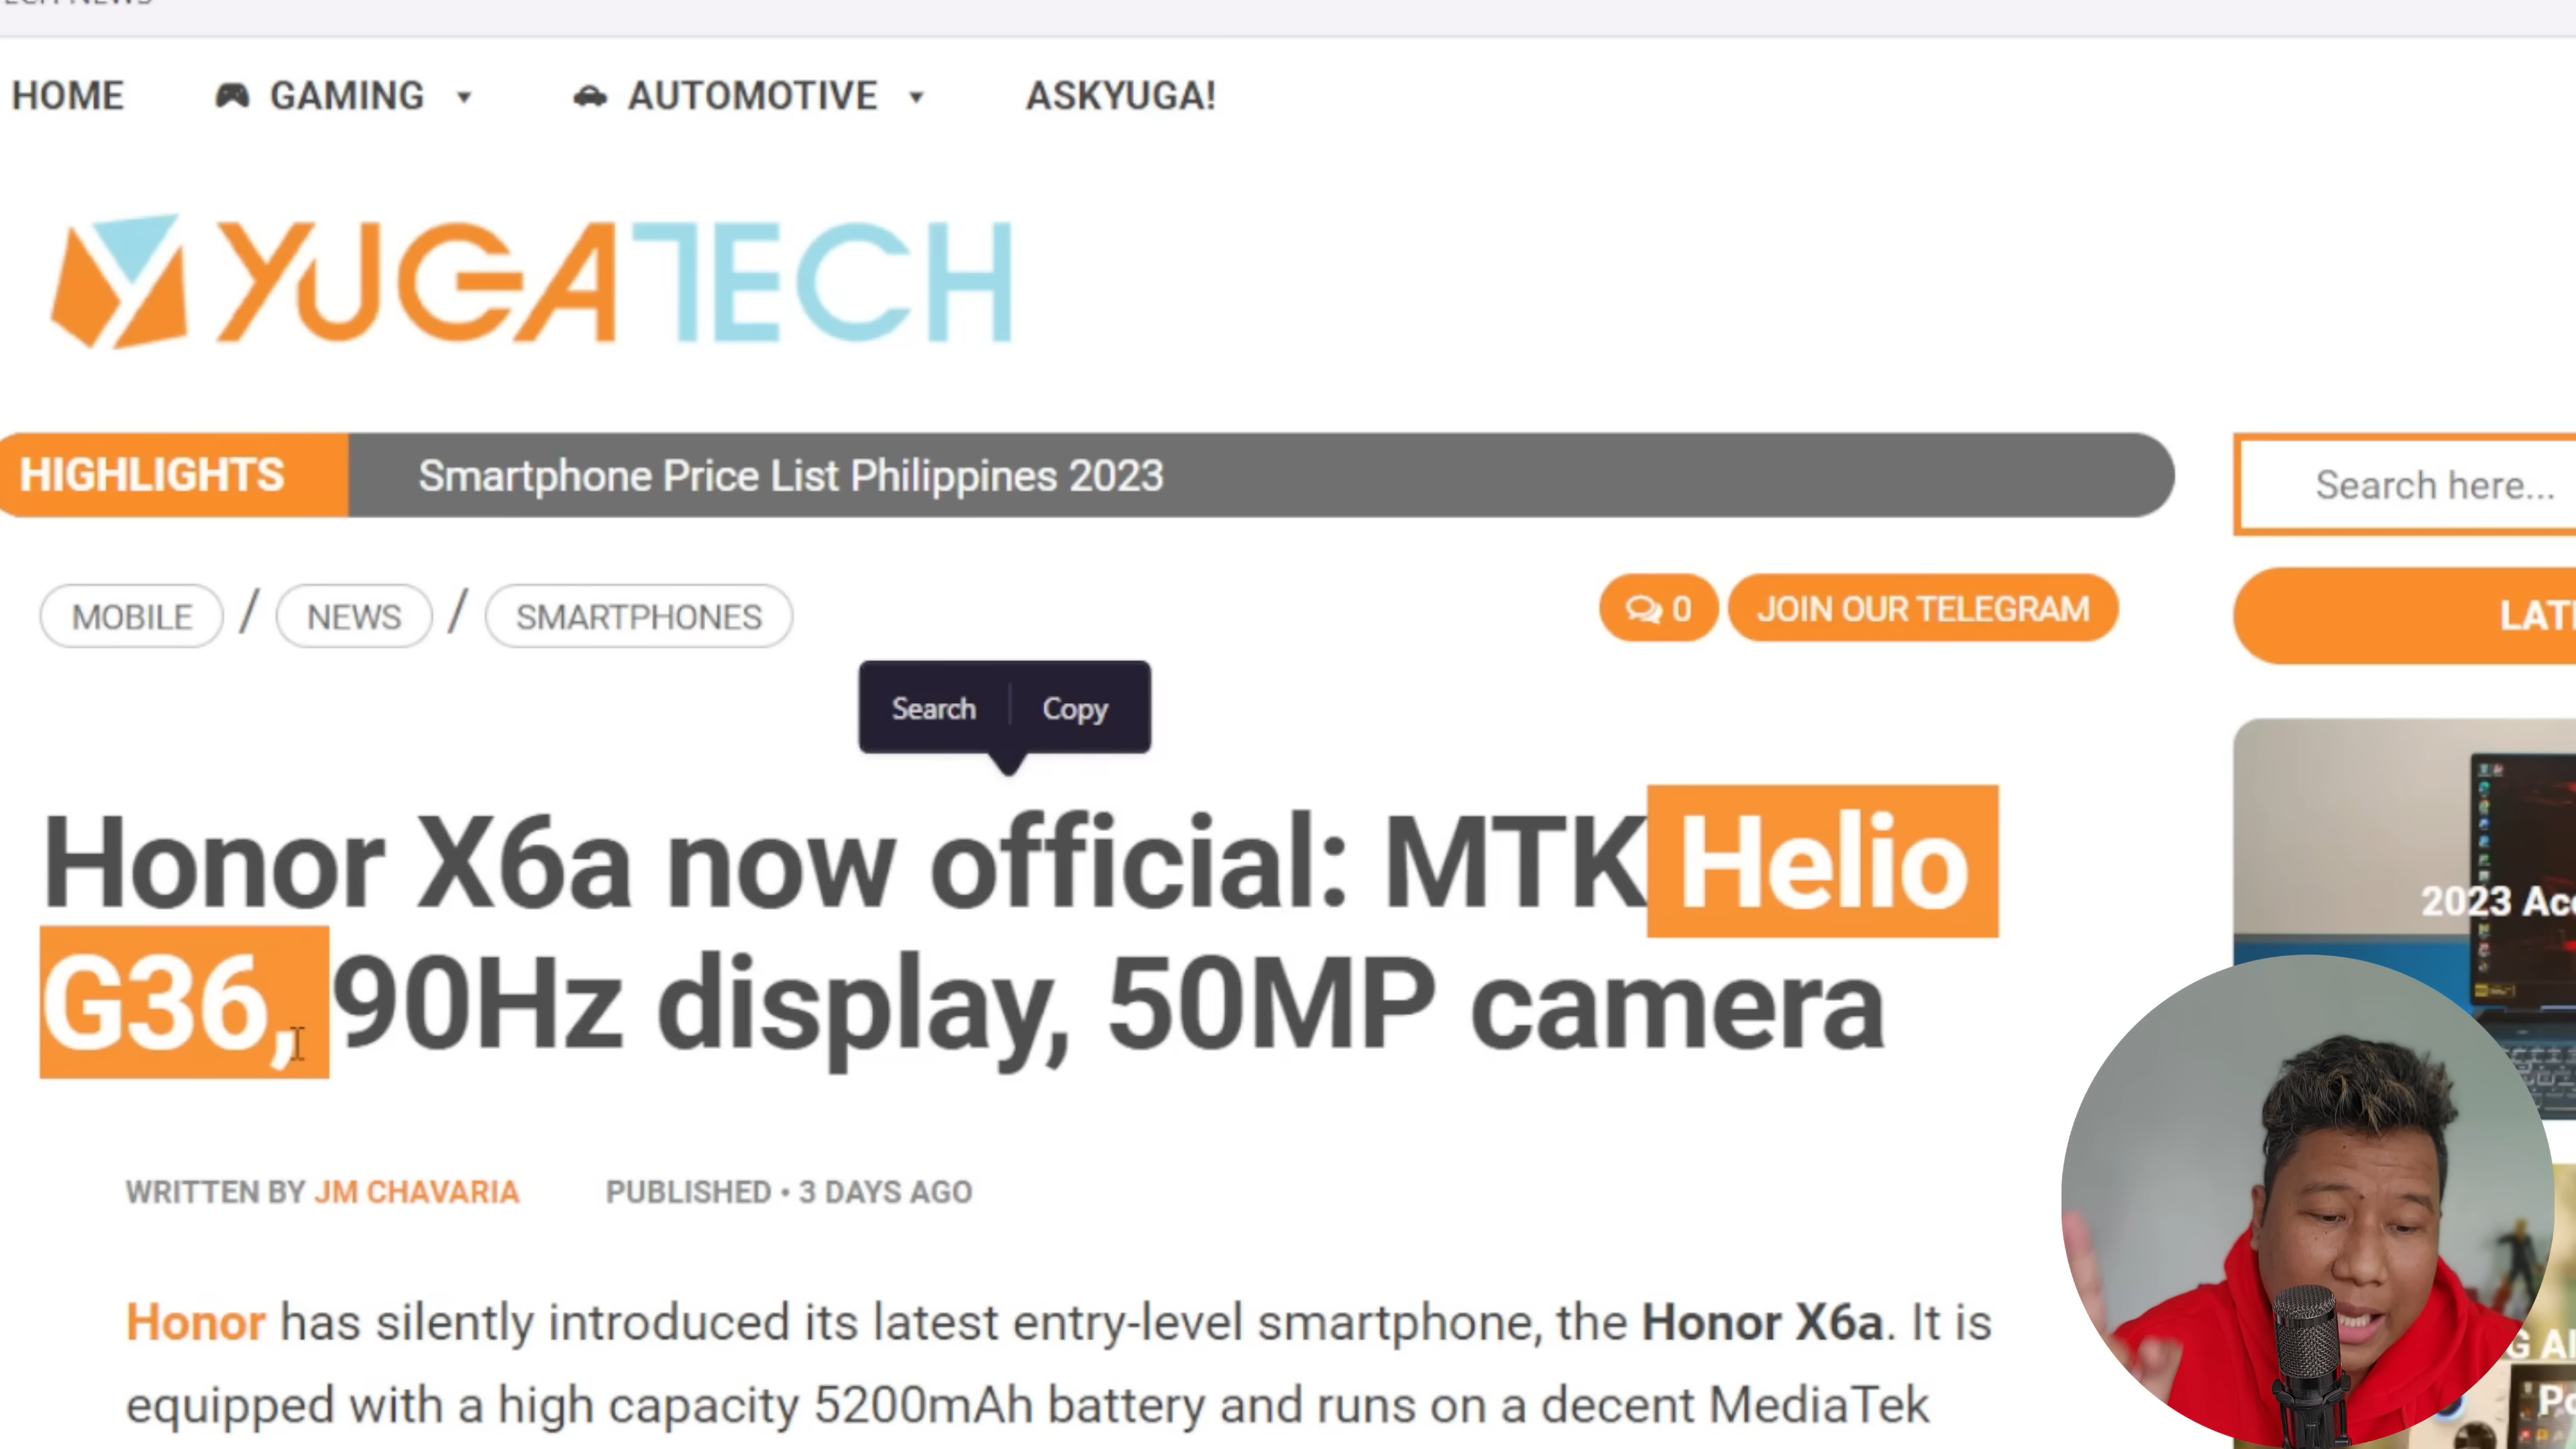 HOME GAMING AUTOMOTIVE ASKYUGA!
YUGATECH
HIGHLIGHTS Smartphone Price List Philippines 2023
Search here...
MOBILE / NEWS / SMARTPHONES
0 JOIN OUR TELEGRAM
Search Copy
Honor X6a now official: MTK Helio
G36, 90Hz display, 50MP camera
2023
WRITTEN BY JM CHAVARIA PUBLISHED • 3 DAYS AGO
Honor has silently introduced its latest entry-level smartphone, the Honor X6a. It is
equipped with a high capacity 5200mAh battery and runs on a decent MediaTek